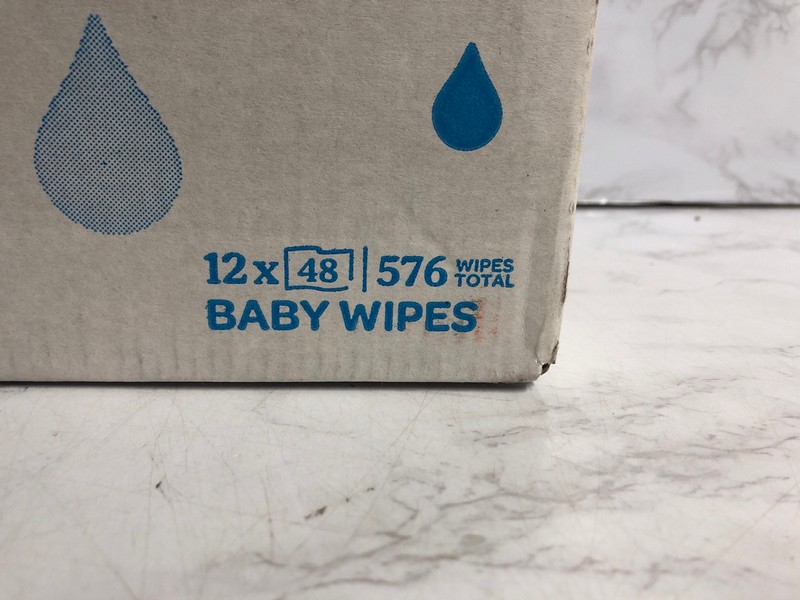 12 x 48 | 576 WIPES TOTAL
BABY WIPES